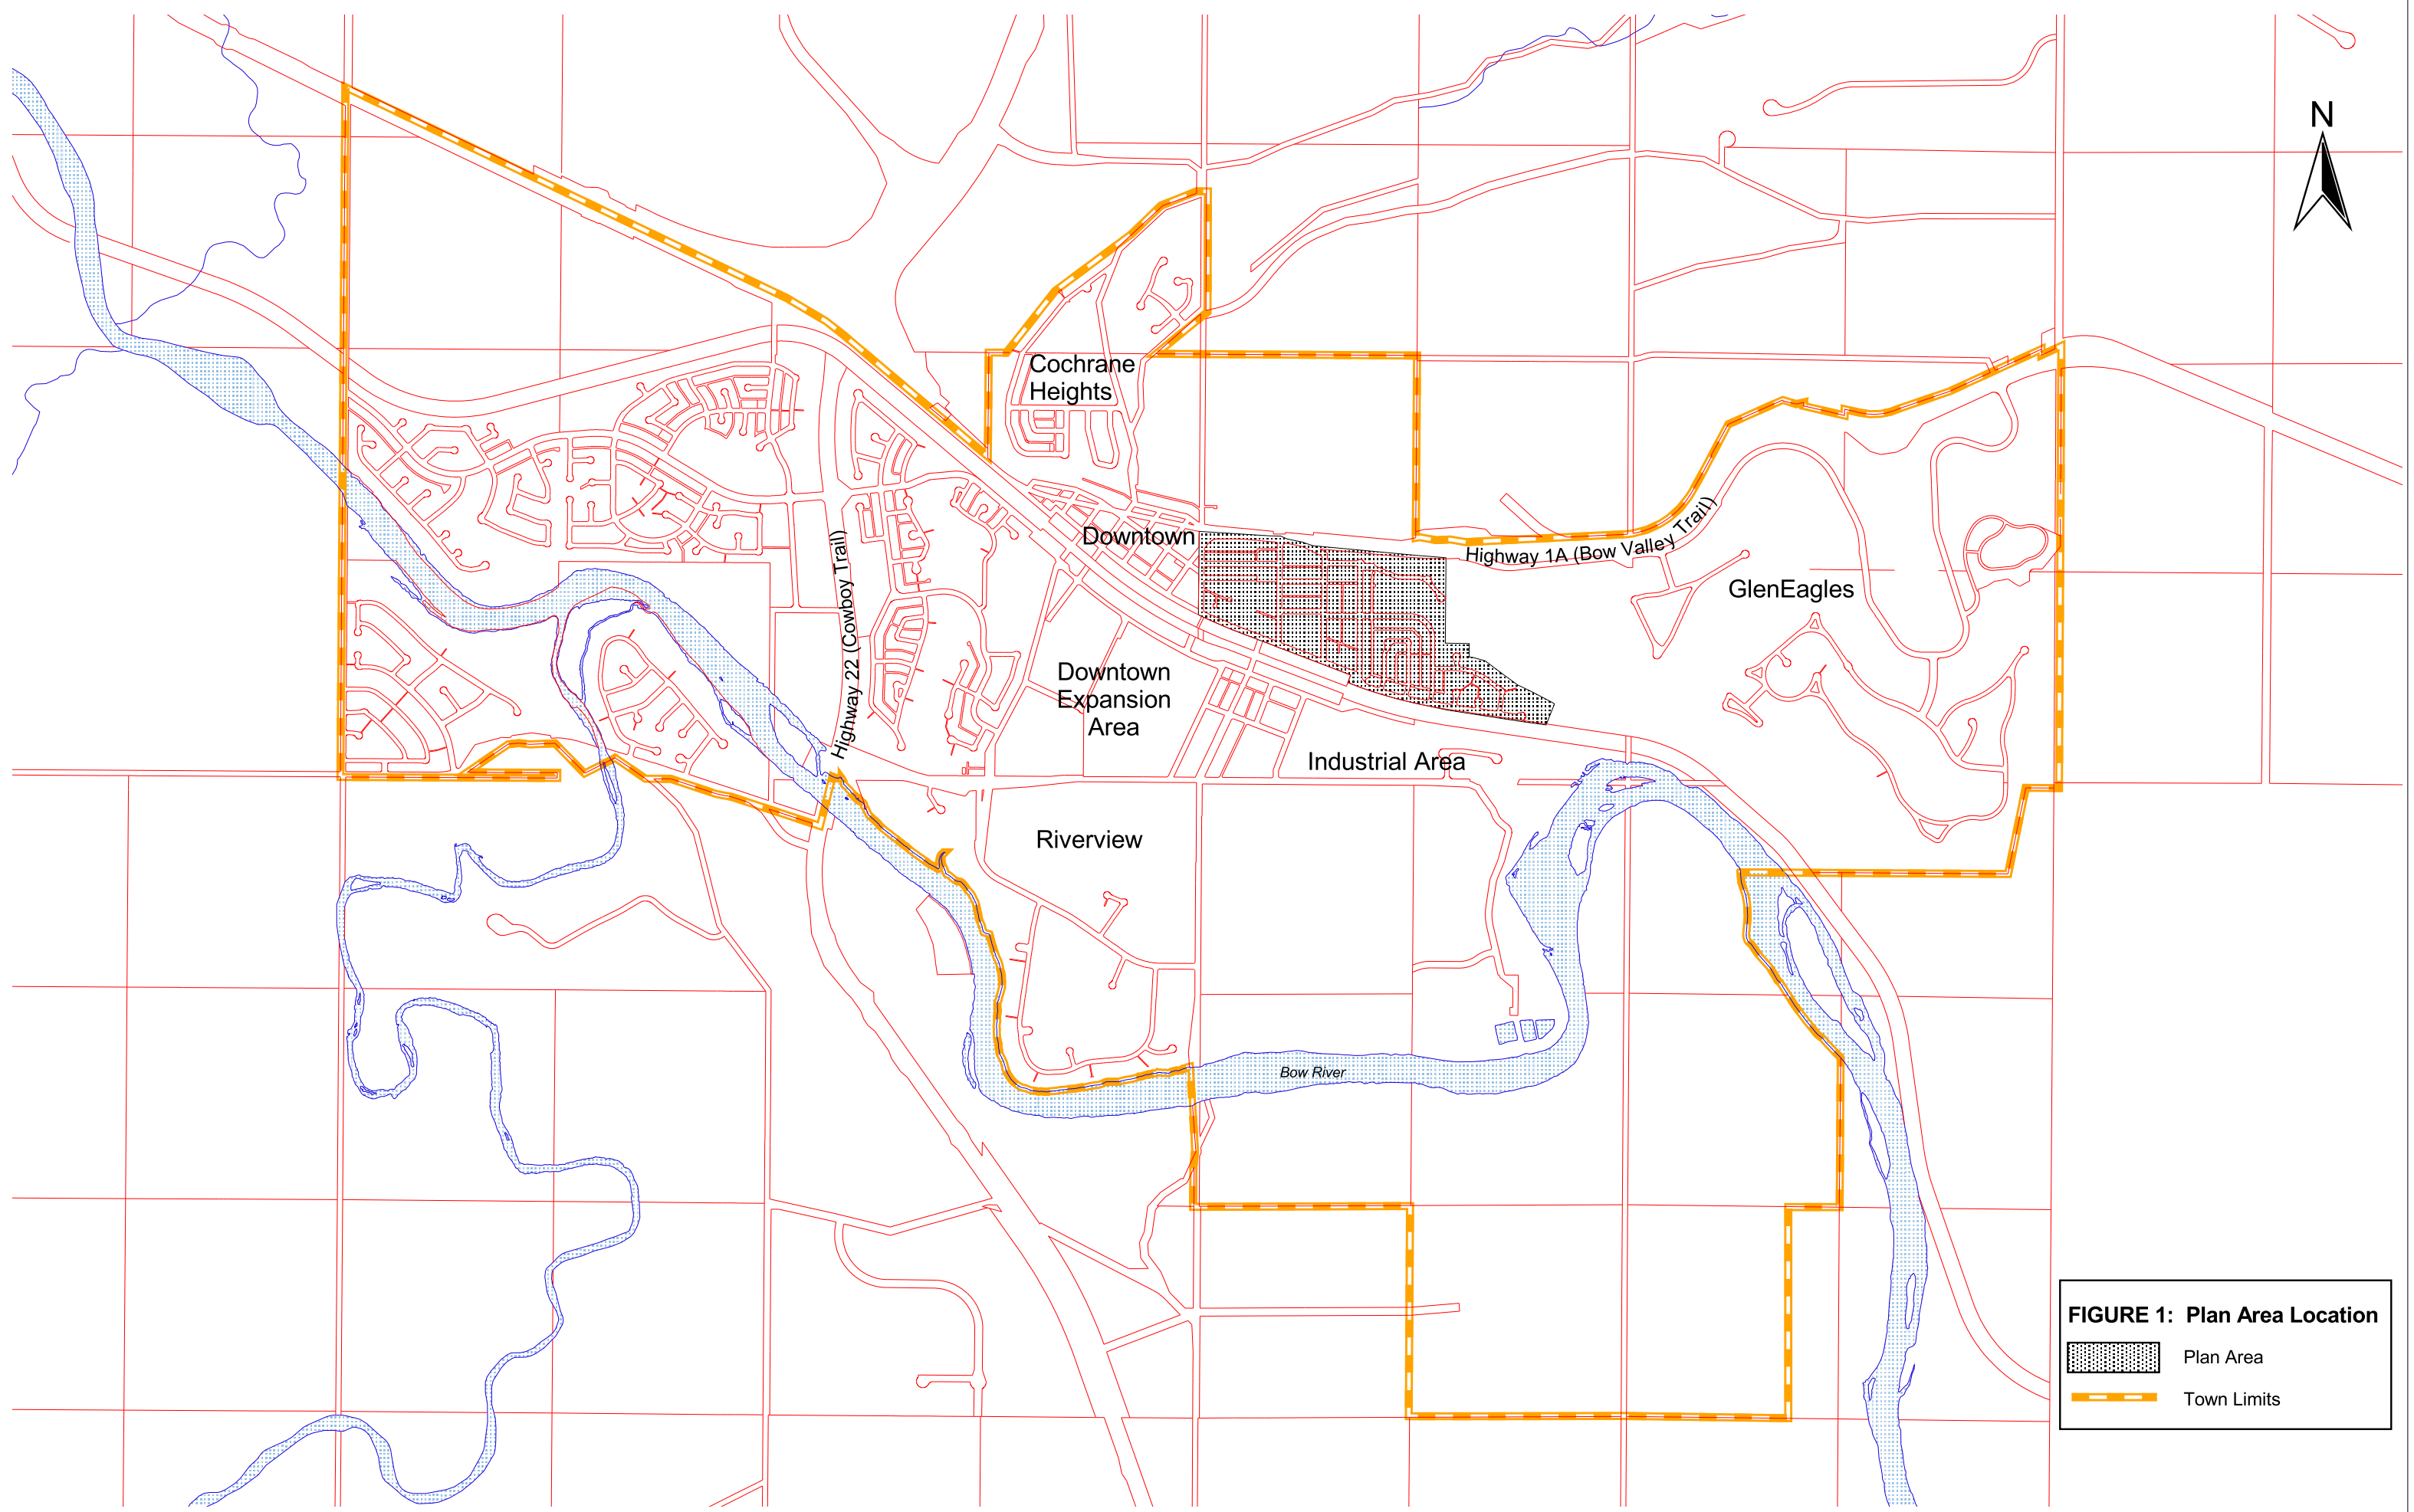 N
Cochrane
Heights
Downtown
Highway 1A (Bow Valley Trail)
GlenEagles
Highway 22 (Cowboy Trail)
Downtown
Expansion
Area
Industrial Area
Riverview
Bow River
FIGURE 1: Plan Area Location
Plan Area
Town Limits